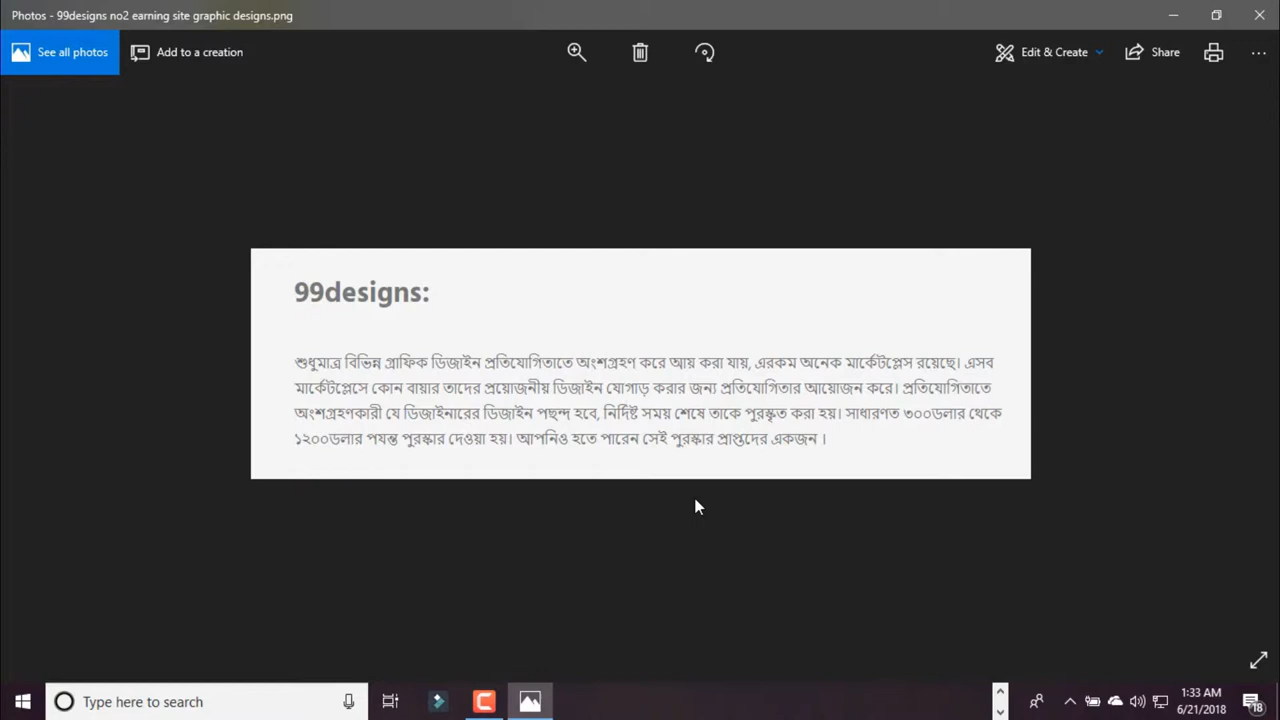 Photos - 99designs no2 earning site graphic designs.png
See all photos
Add to a creation
Edit & Create
Share
99designs:
শুধুমাত্র বিভিন্ন গ্রাফিক ডিজাইন প্রতিযোগিতাতে অংশগ্রহণ করে আয় করা যায়, এরকম অনেক মার্কেটপ্লেস রয়েছে। এসব
মার্কেটপ্লেসে কোন বায়ার তাদের প্রয়োজনীয় ডিজাইন যোগাড় করার জন্য প্রতিযোগিতার আয়োজন করে। প্রতিযোগিতাতে
অংশগ্রহণকারী যে ডিজাইনারের ডিজাইন পছন্দ হবে, নির্দিষ্ট সময় শেষে তাকে পুরস্কৃত করা হয়। সাধারণত ৩০০ডলার থেকে
১২০০ডলার পযন্ত পুরস্কার দেওয়া হয়। আপনিও হতে পারেন সেই পুরস্কার প্রাপ্তদের একজন ।
Type here to search
1:33 AM
6/21/2018
18